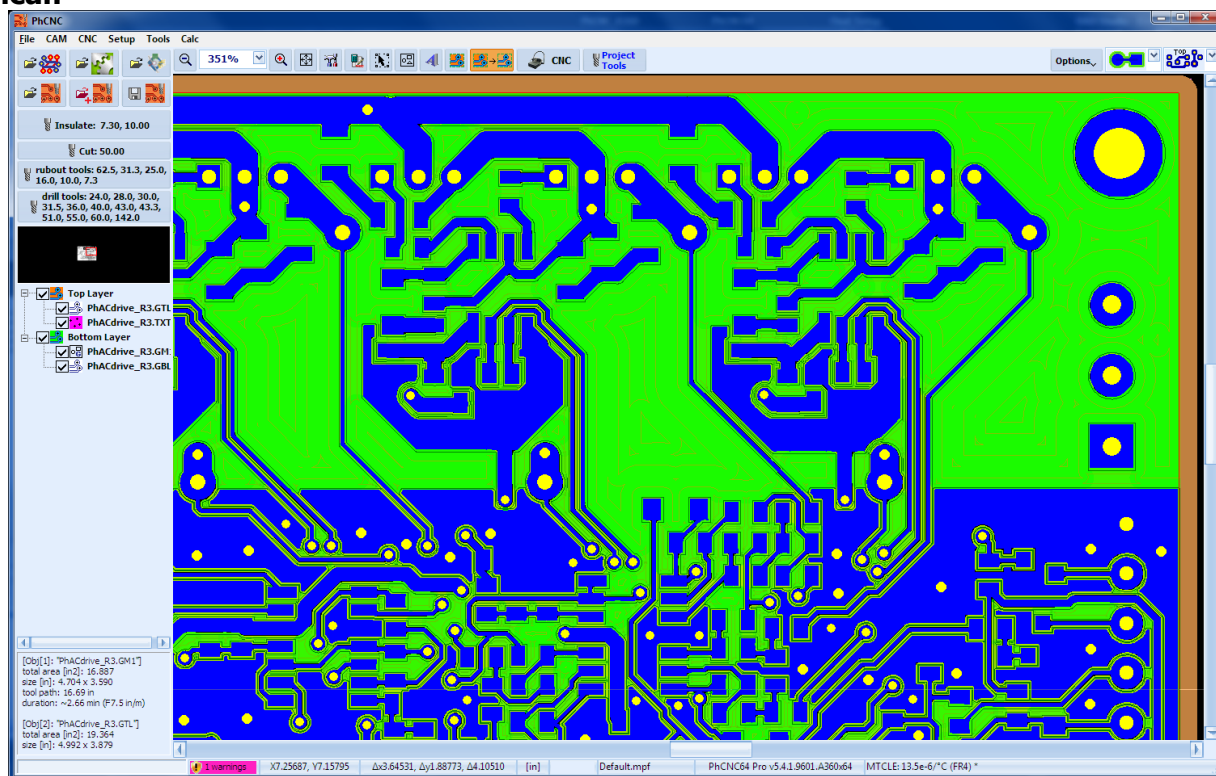 PhCNC
File CAM CNC Setup Tools Calc
351%
CNC
Project
Tools
Options
TOP
Insulate: 7.30, 10.00
Cut: 50.00
rubout tools: 62.5, 31.3, 25.0,
16.0, 10.0, 7.3
drill tools: 24.0, 28.0, 30.0,
31.5, 36.0, 40.0, 43.0, 43.3,
51.0, 55.0, 60.0, 142.0
Top Layer
PhACdrive_R3.GTL
PhACdrive_R3.TXT
Bottom Layer
PhACdrive_R3.GM1
PhACdrive_R3.GBL
[Obj[1]: "PhACdrive_R3.GM1"]
total area [in2]: 16.887
size [in]: 4.704 x 3.590
tool path: 16.69 in
duration: ~2.66 min (F7.5 in/m)
[Obj[2]: "PhACdrive_R3.GTL"]
total area [in2]: 19.364
size [in]: 4.992 x 3.879
1 warnings X7.25687, Y7.15795 Δx3.64531, Δy1.88773, Δ4.10510 [in] Default.mpf PhCNC64 Pro v5.4.1.9601.A360x64 MTCLE:15.0e-6/°C (FR4) *